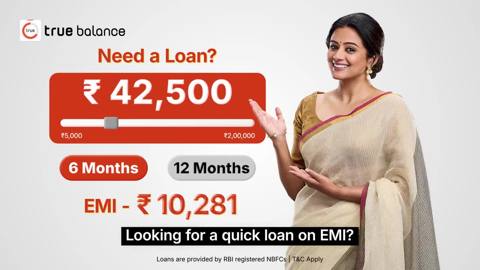 true
true balance
Need a Loan?
₹ 42,500
₹5,000
₹2,00,000
6 Months
12 Months
EMI - ₹ 10,281
Looking for a quick loan on EMI?
Loans are provided by RBI registered NBFCs | T&C Apply